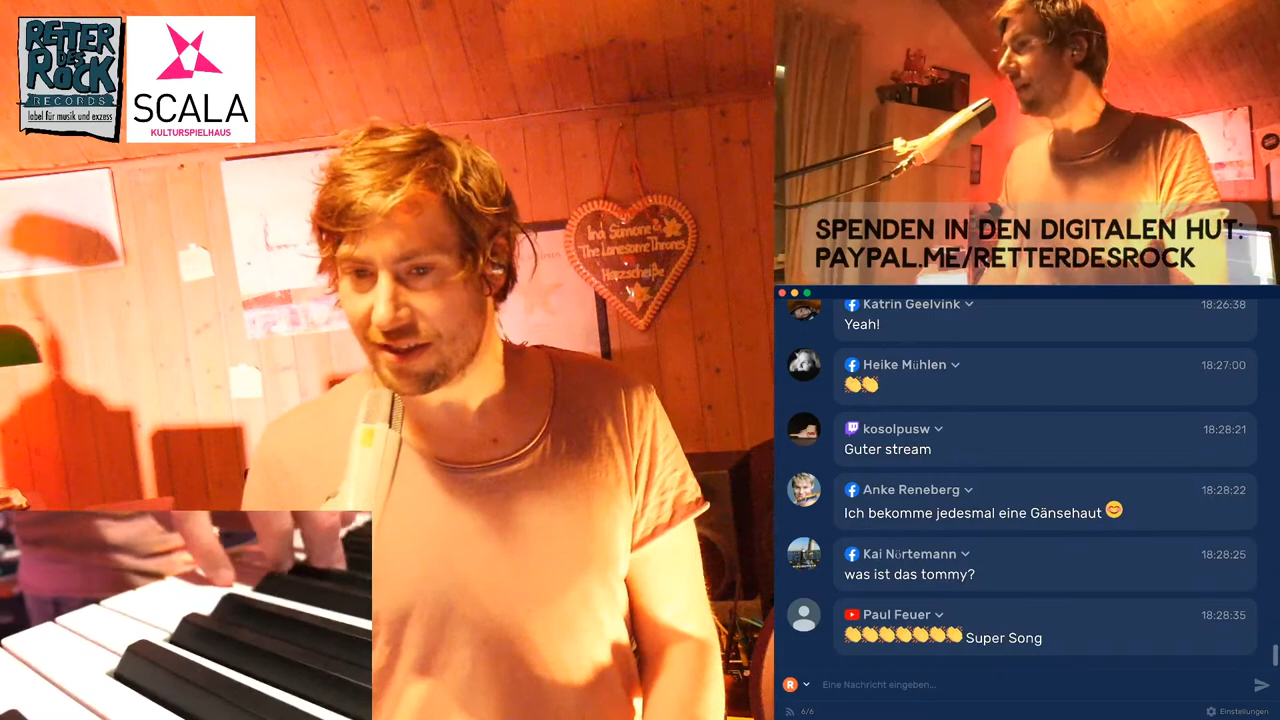 RETTER
DES
ROCK
RECORDS
label für musik und exzess
SCALA
KULTURSPIELHAUS
Ina Simone &
The Lonesome Thrones
Harzscheiße
SPENDEN IN DEN DIGITALEN HUT:
PAYPAL.ME/RETTERDESROCK
Katrin Geelvink 18:26:38
Yeah!
Heike Mühlen 18:27:00
👏👏
kosolpusw 18:28:21
Guter stream
Anke Reneberg 18:28:22
Ich bekomme jedesmal eine Gänsehaut 😊
Kai Nörtemann 18:28:25
was ist das tommy?
Paul Feuer 18:28:35
👏👏👏👏👏👏👏 Super Song
R
Eine Nachricht eingeben...
6/6 Einstellungen